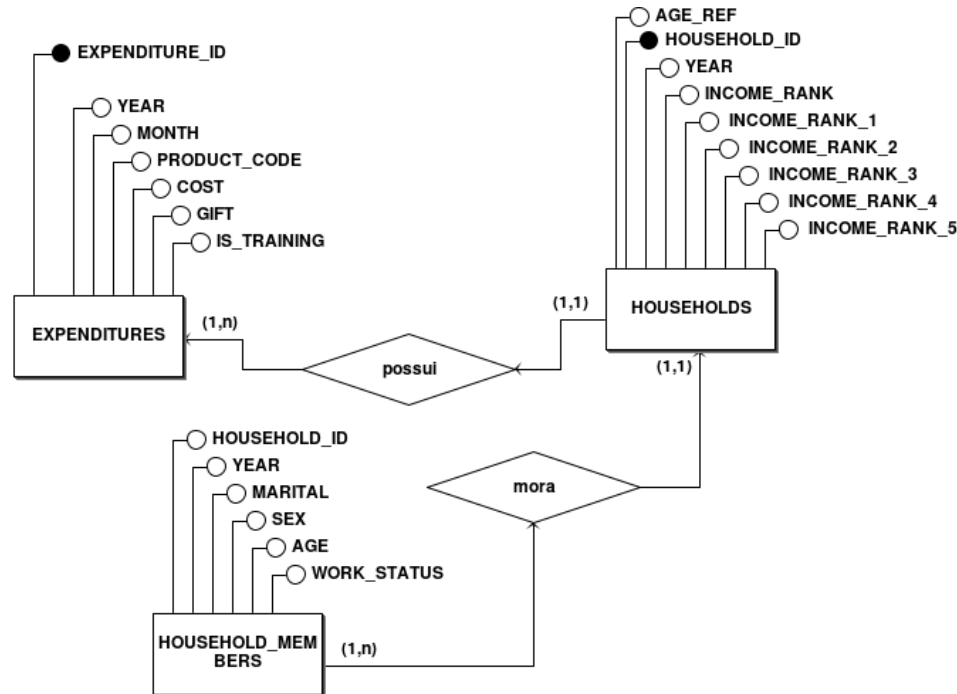 AGE_REF
HOUSEHOLD_ID
YEAR
INCOME_RANK
INCOME_RANK_1
INCOME_RANK_2
INCOME_RANK_3
INCOME_RANK_4
INCOME_RANK_5
HOUSEHOLDS
(1,1)
(1,1)
EXPENDITURE_ID
YEAR
MONTH
PRODUCT_CODE
COST
GIFT
IS_TRAINING
EXPENDITURES
(1,n)
possui
mora
HOUSEHOLD_ID
YEAR
MARITAL
SEX
AGE
WORK_STATUS
HOUSEHOLD_MEM
BERS
(1,n)